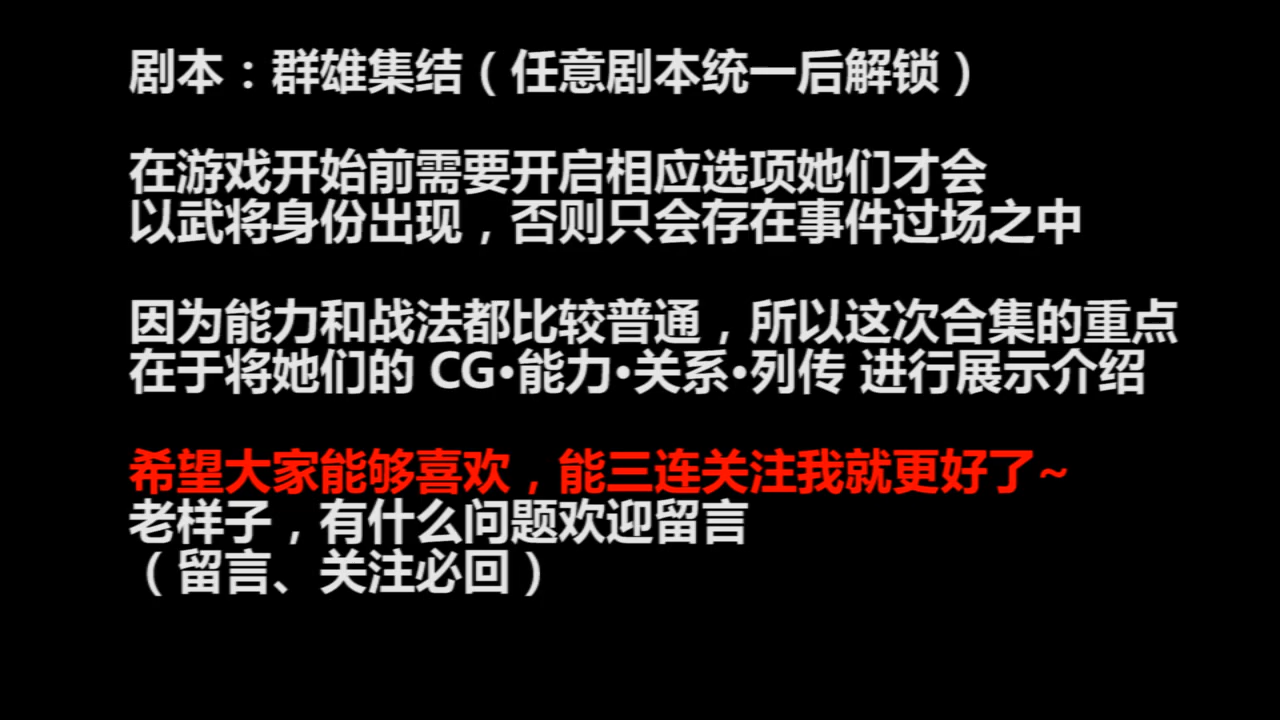 剧本：群雄集结（任意剧本统一后解锁）
在游戏开始前需要开启相应选项她们才会
以武将身份出现，否则只会存在事件过场之中
因为能力和战法都比较普通，所以这次合集的重点
在于将她们的 CG•能力•关系•列传 进行展示介绍
希望大家能够喜欢，能三连关注我就更好了~
老样子，有什么问题欢迎留言
（留言、关注必回）